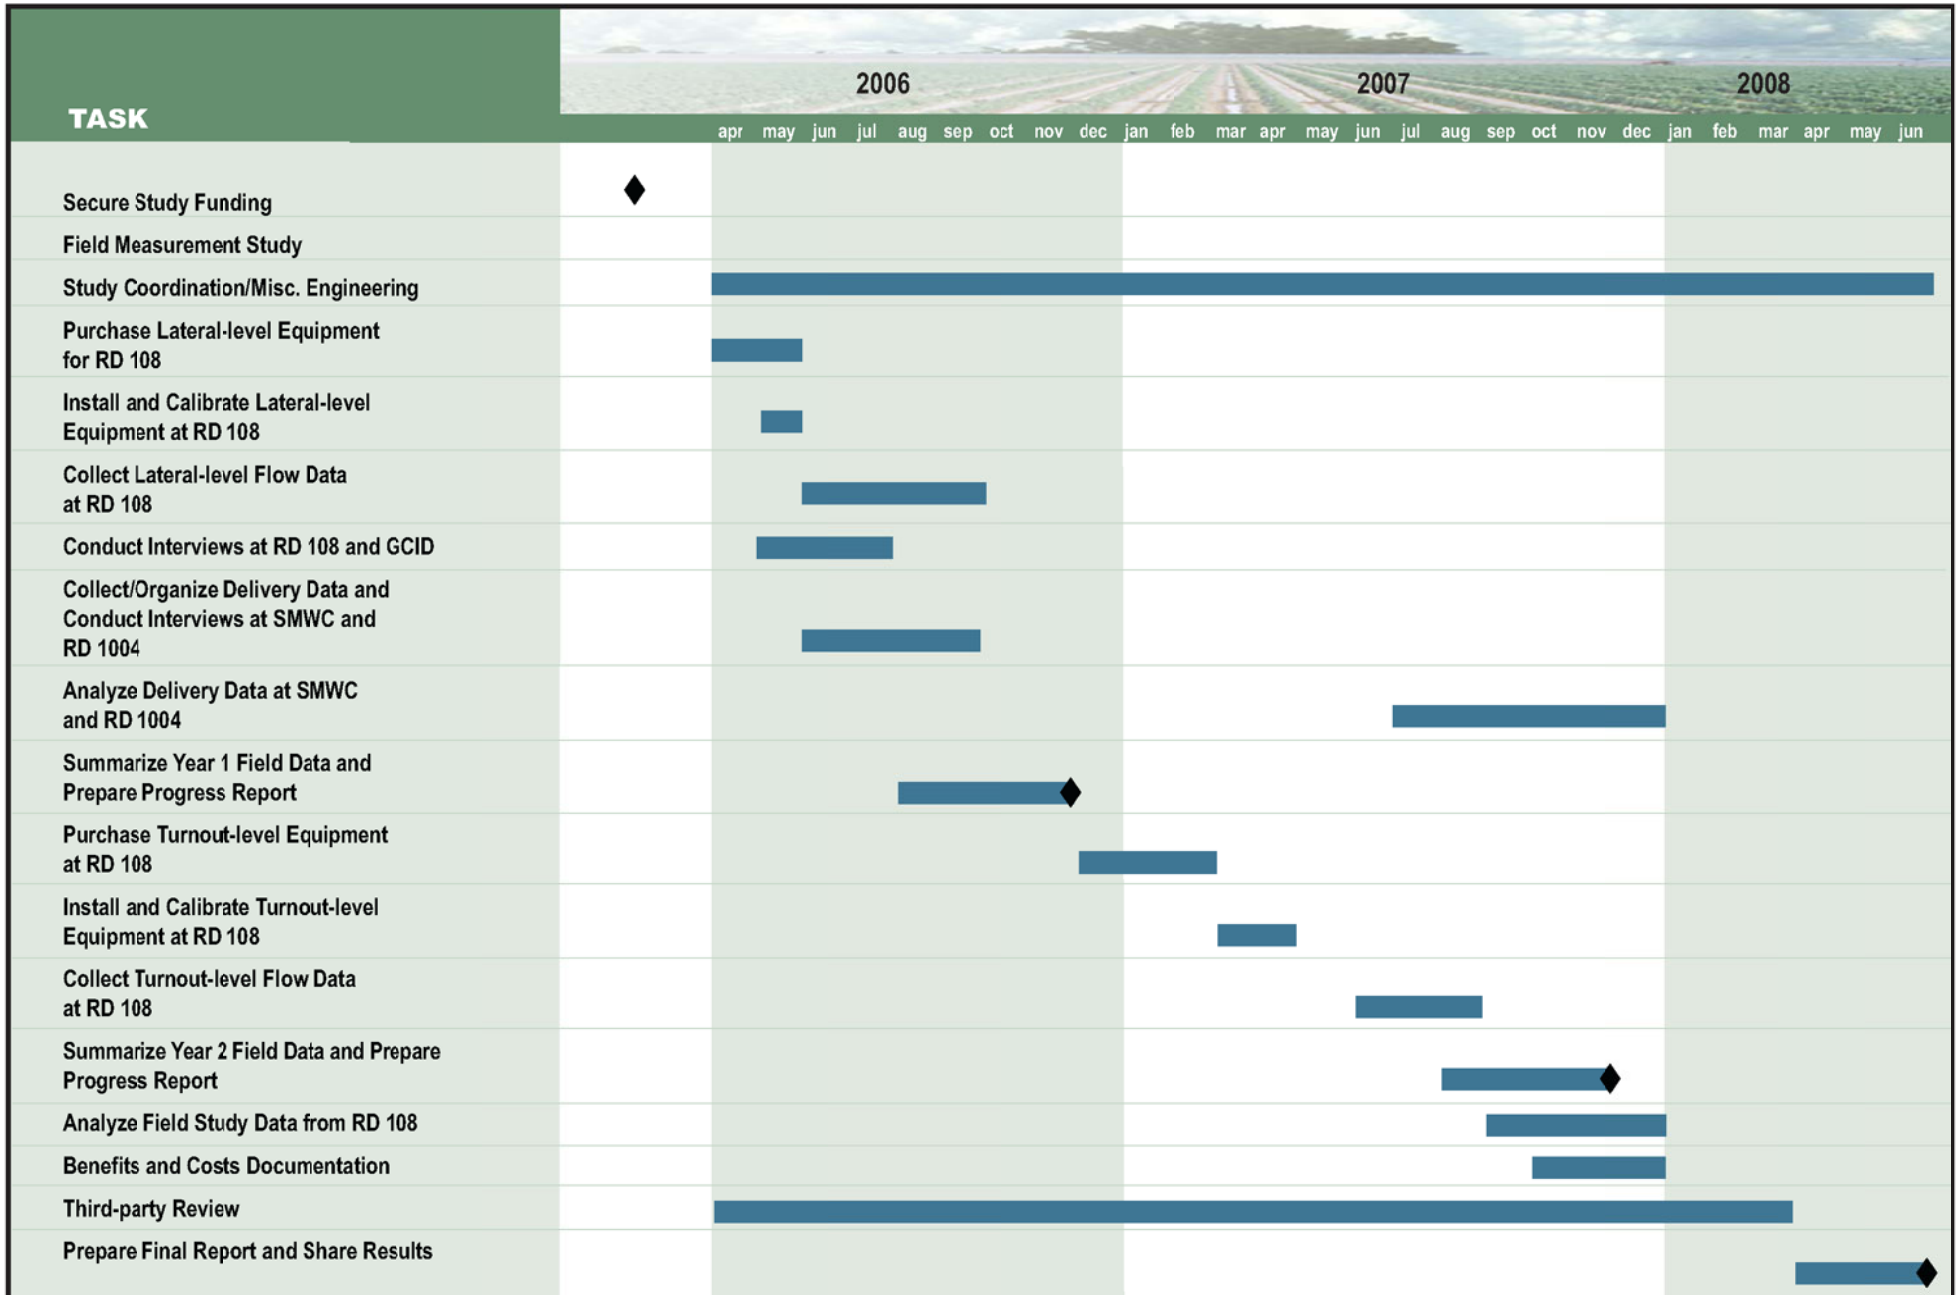 2006 2007 2008
TASK
apr may jun jul aug sep oct nov dec jan feb mar apr may jun jul aug sep oct nov dec jan feb mar apr may jun
Secure Study Funding
Field Measurement Study
Study Coordination/Misc. Engineering
Purchase Lateral-level Equipment
for RD 108
Install and Calibrate Lateral-level
Equipment at RD 108
Collect Lateral-level Flow Data
at RD 108
Conduct Interviews at RD 108 and GCID
Collect/Organize Delivery Data and
Conduct Interviews at SMWC and
RD 1004
Analyze Delivery Data at SMWC
and RD 1004
Summarize Year 1 Field Data and
Prepare Progress Report
Purchase Turnout-level Equipment
at RD 108
Install and Calibrate Turnout-level
Equipment at RD 108
Collect Turnout-level Flow Data
at RD 108
Summarize Year 2 Field Data and Prepare
Progress Report
Analyze Field Study Data from RD 108
Benefits and Costs Documentation
Third-party Review
Prepare Final Report and Share Results